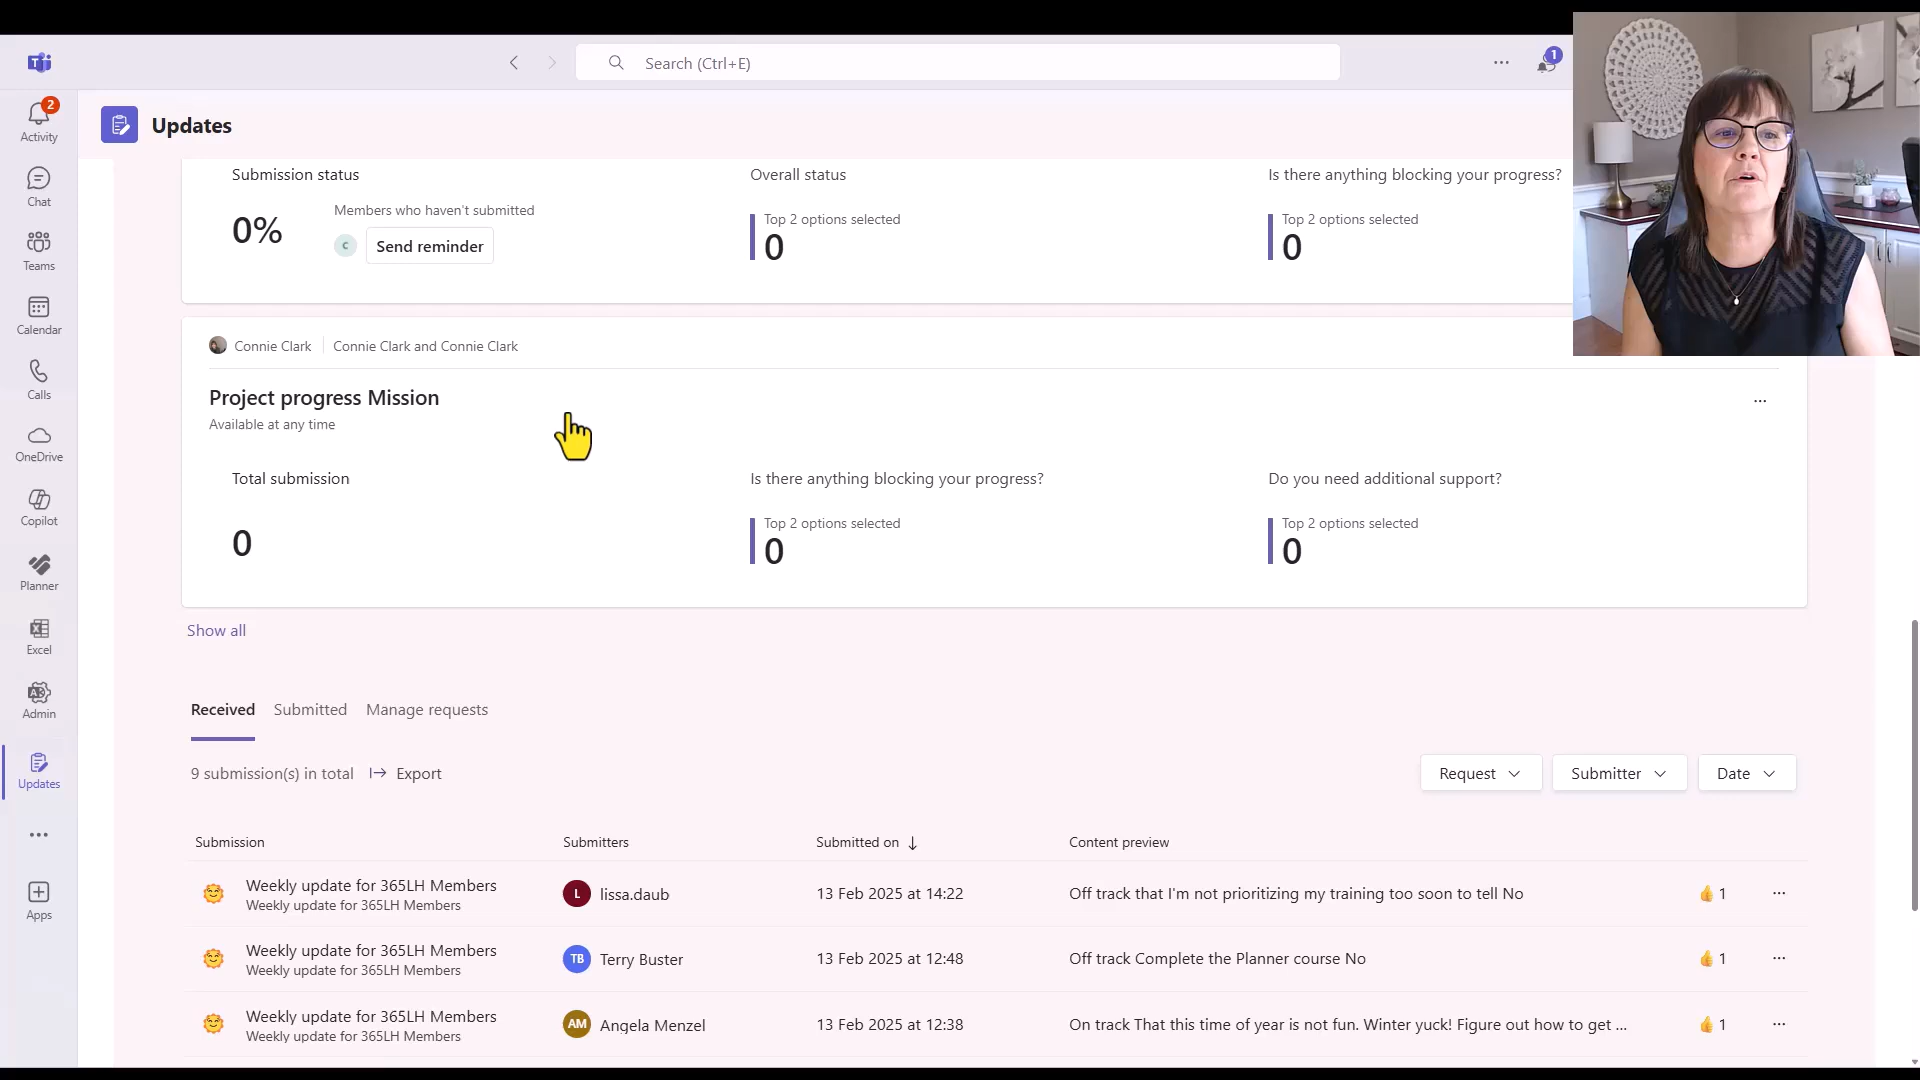 Search (Ctrl+E)
1
2
Activity
Chat
Teams
Calendar
Calls
OneDrive
Copilot
Planner
Excel
Admin
Updates
Apps
Updates
Submission status
0%
Members who haven't submitted
C
Send reminder
Overall status
Top 2 options selected
0
Is there anything blocking your progress?
Top 2 options selected
0
Connie Clark
Connie Clark and Connie Clark
Project progress Mission
Available at any time
Total submission
0
Is there anything blocking your progress?
Top 2 options selected
0
Do you need additional support?
Top 2 options selected
0
Show all
Received Submitted Manage requests
9 submission(s) in total Export
Request Submitter Date
Submission Submitters Submitted on Content preview
Weekly update for 365LH Members
Weekly update for 365LH Members
L lissa.daub 13 Feb 2025 at 14:22 Off track that I'm not prioritizing my training too soon to tell No 1
Weekly update for 365LH Members
Weekly update for 365LH Members
TB Terry Buster 13 Feb 2025 at 12:48 Off track Complete the Planner course No 1
Weekly update for 365LH Members
Weekly update for 365LH Members
AM Angela Menzel 13 Feb 2025 at 12:38 On track That this time of year is not fun. Winter yuck! Figure out how to get ... 1